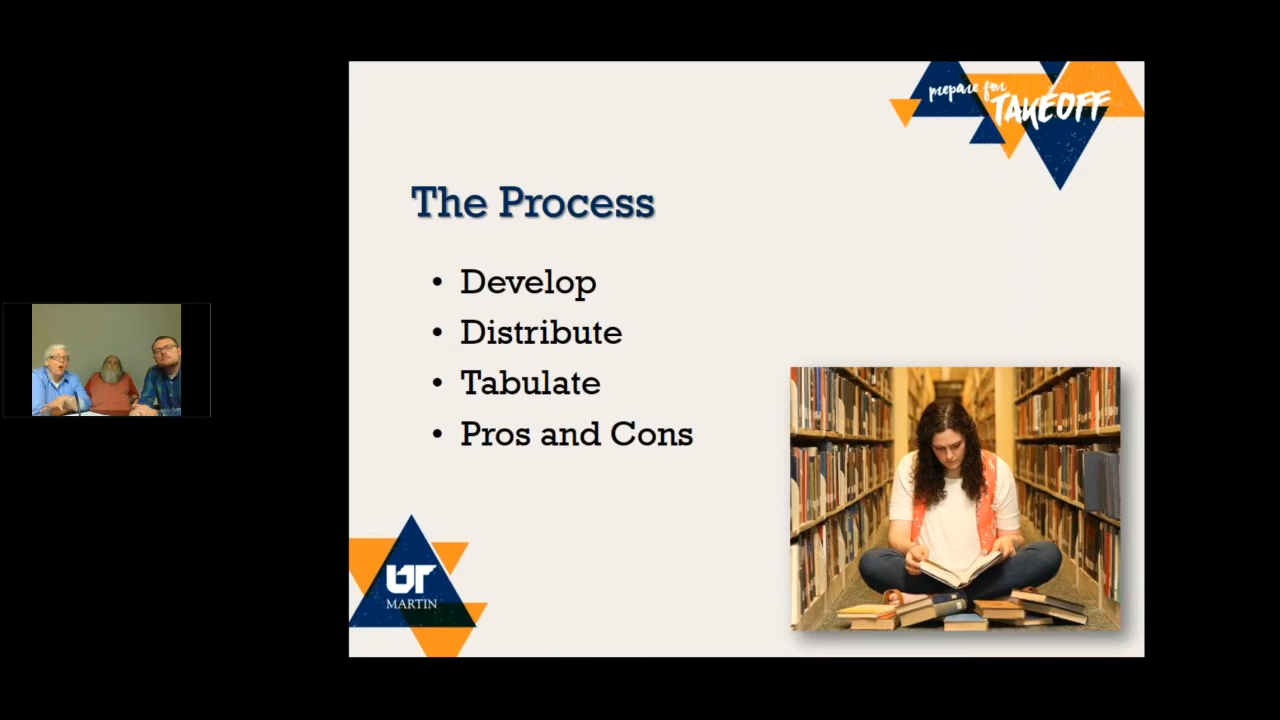 prepare for
TAKEOFF
The Process
• Develop
• Distribute
• Tabulate
• Pros and Cons
UT
MARTIN